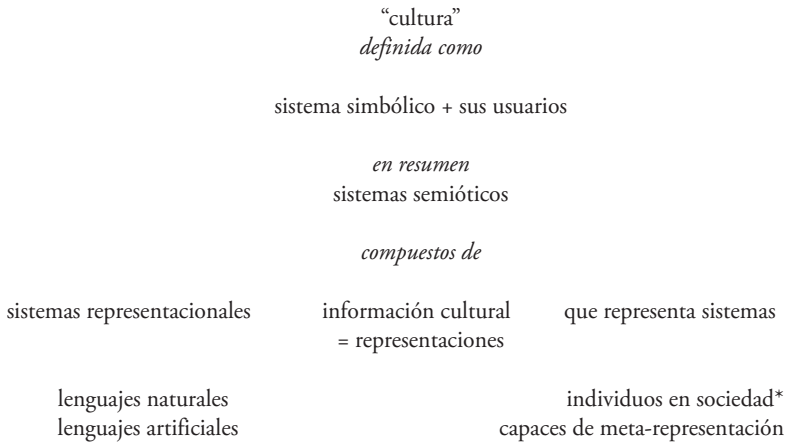 “cultura”
definida como
sistema simbólico + sus usuarios
en resumen
sistemas semióticos
compuestos de
sistemas representacionales información cultural que representa sistemas
= representaciones
lenguajes naturales individuos en sociedad*
lenguajes artificiales capaces de meta-representación